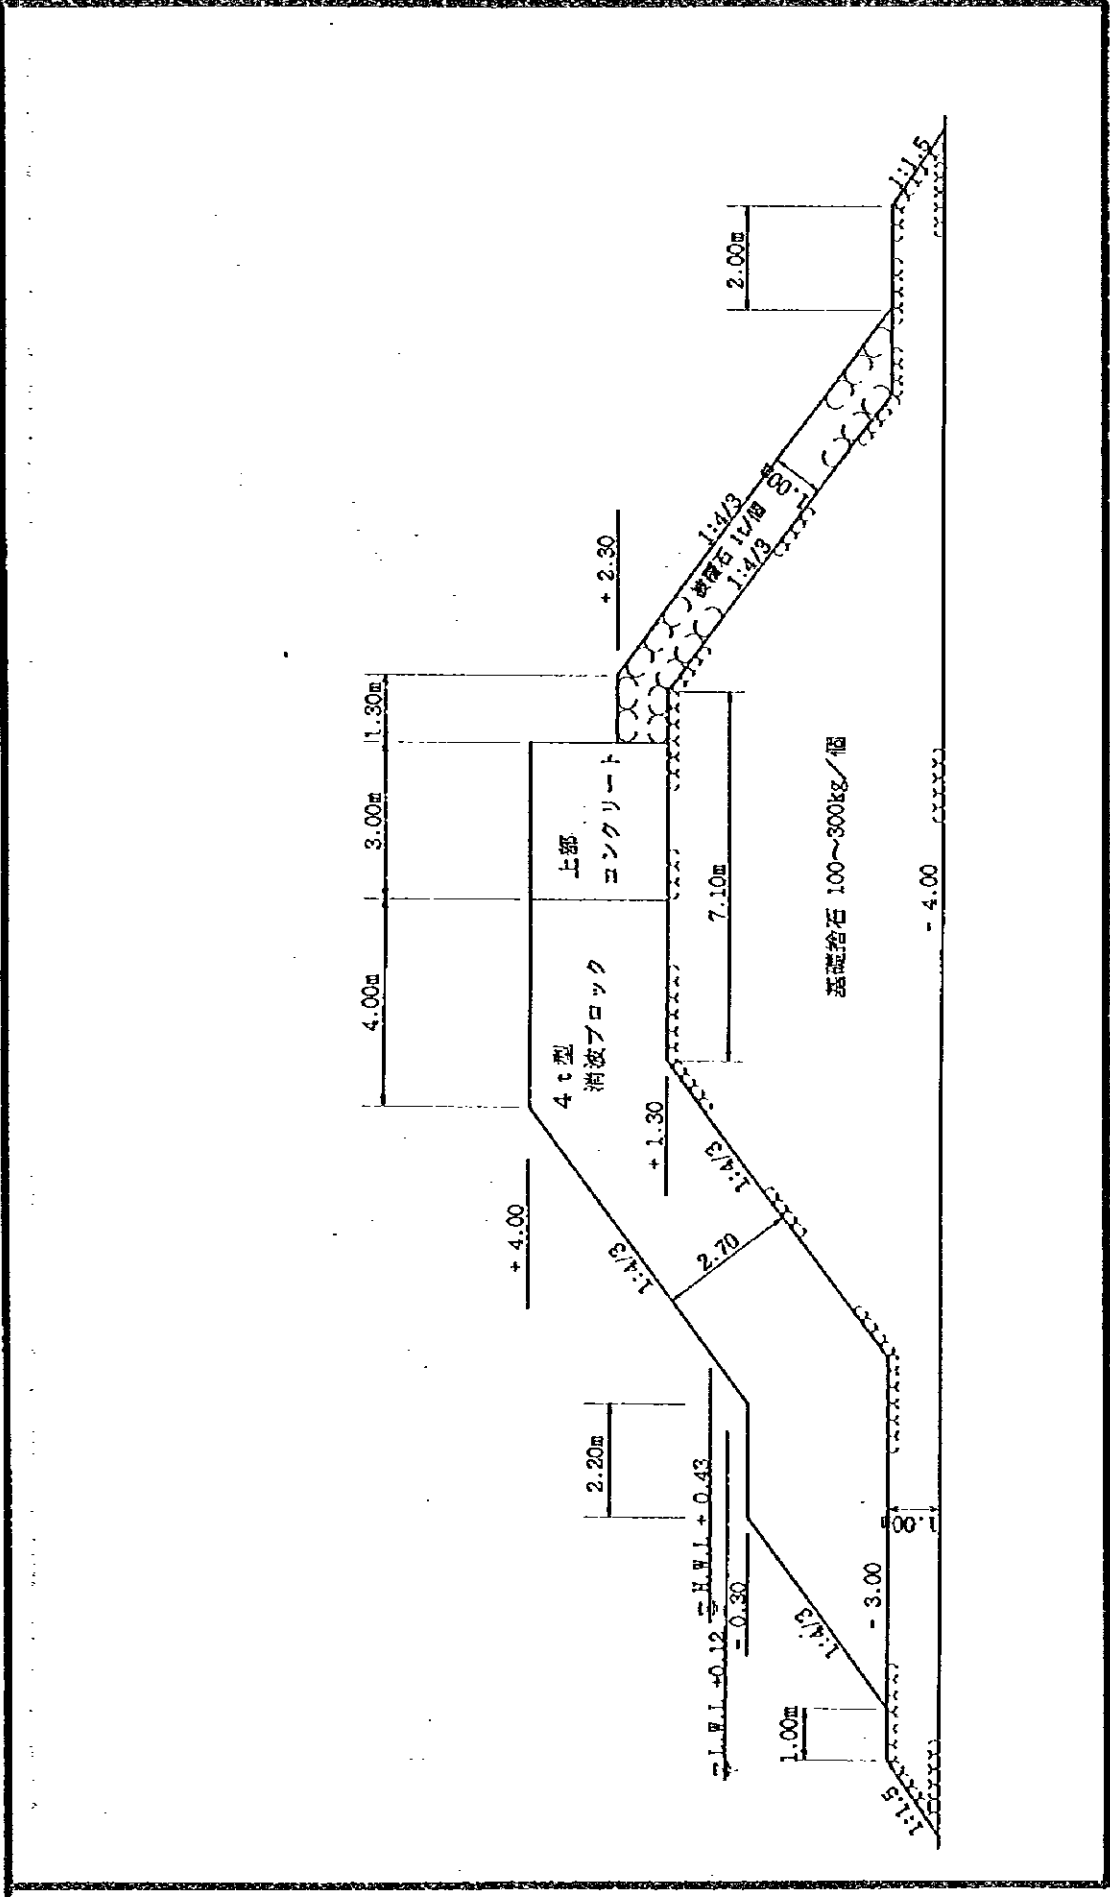 4.00m
3.00m
1.30m
+ 4.00
+ 2.30
2.20m
2.00m
4t型
消波ブロック
上部
コンクリート
1:4/3
+ 1.30
1:4/3
2.70
7.10m
1:4/3
被覆石 1t/個
1:4/3
1.00
H.W.L + 0.43
L.W.L +0.12
- 0.30
1:4/3
1.00m
- 3.00
1.00m
基礎捨石 100~300kg/個
- 4.00
1:1.5
1:1.5